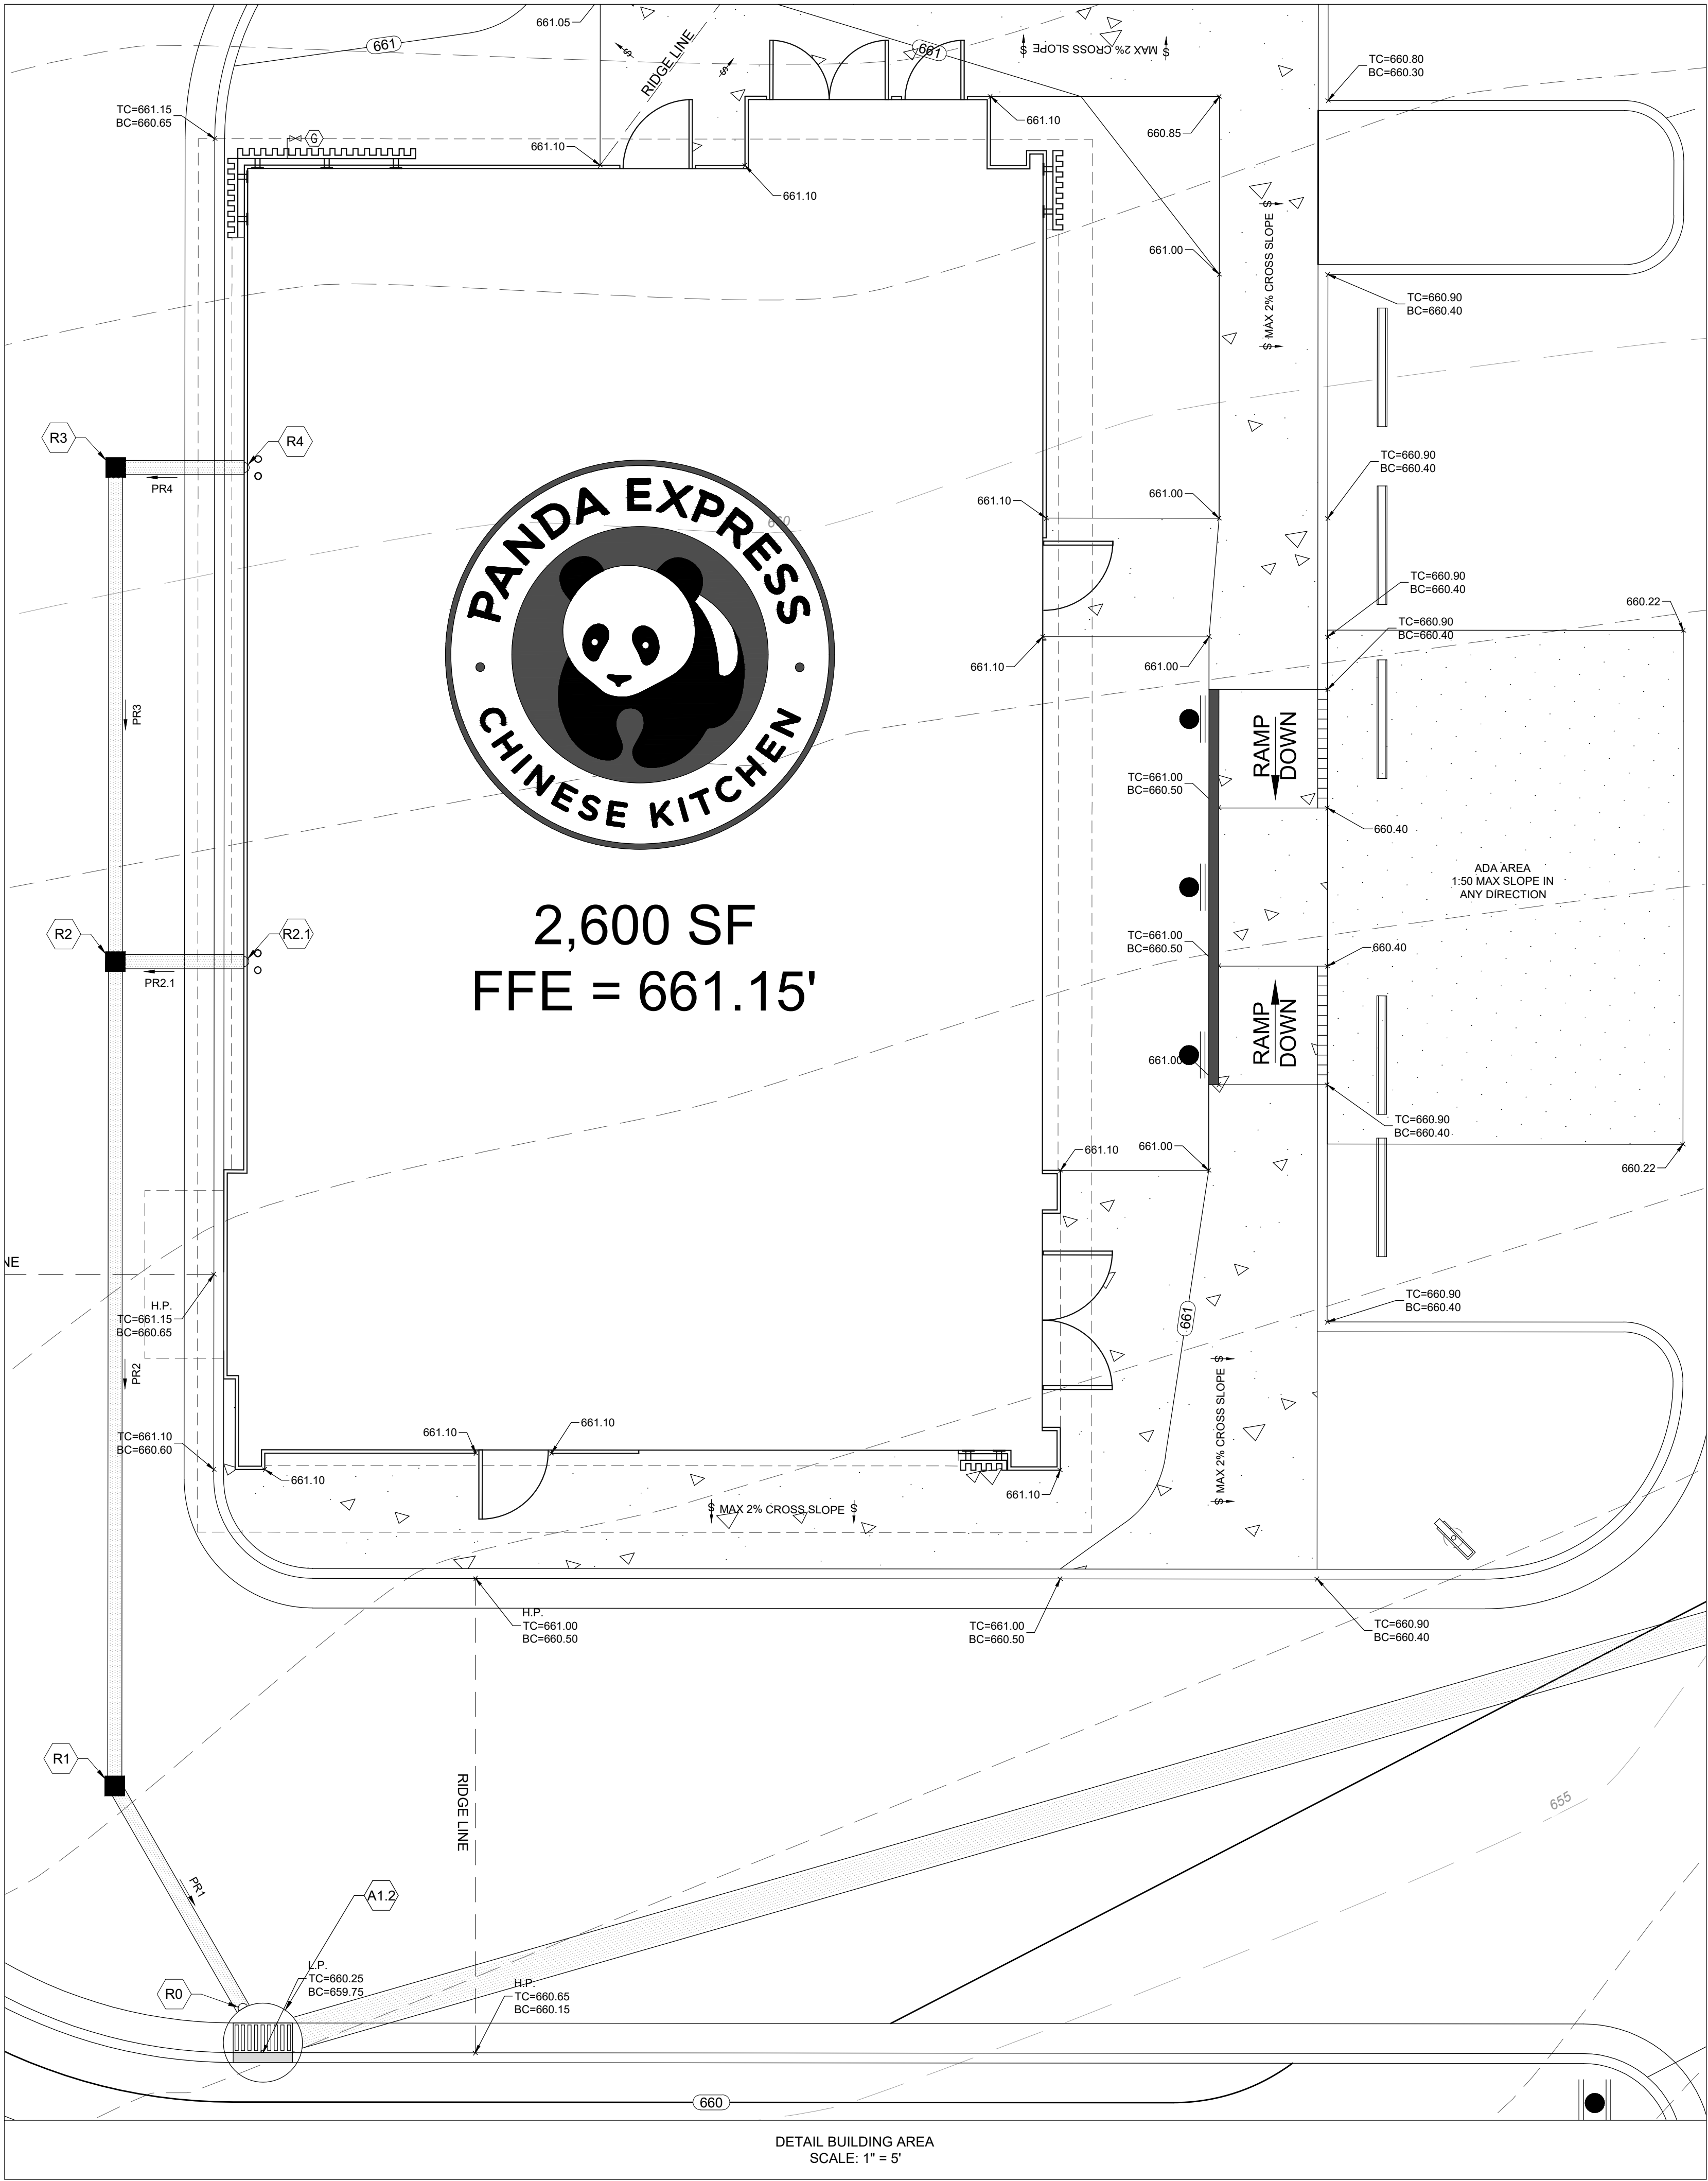 661.05
661
RIDGE LINE
S
S
661
$ MAX 2% CROSS SLOPE $
TC=660.80
BC=660.30
TC=661.15
BC=660.65
G
661.10
661.10
661.10
660.85
661.00
$ MAX 2% CROSS SLOPE $
TC=660.90
BC=660.40
R3
R4
PR4
TC=660.90
BC=660.40
661.10
661.00
PANDA EXPRESS
CHINESE KITCHEN
660
TC=660.90
BC=660.40
TC=660.90
BC=660.40
660.22
661.10
661.00
PR3
RAMP
DOWN
TC=661.00
BC=660.50
660.40
ADA AREA
1:50 MAX SLOPE IN
ANY DIRECTION
R2
R2.1
PR2.1
2,600 SF
FFE = 661.15'
TC=661.00
BC=660.50
660.40
RAMP
DOWN
661.00
TC=660.90
BC=660.40
661.10
661.00
660.22
NE
H.P.
TC=661.15
BC=660.65
661
TC=660.90
BC=660.40
PR2
$ MAX 2% CROSS SLOPE $
TC=661.10
BC=660.60
661.10
661.10
661.10
661.10
$ MAX 2% CROSS SLOPE $
H.P.
TC=661.00
BC=660.50
TC=661.00
BC=660.50
TC=660.90
BC=660.40
R1
RIDGE LINE
655
PR1
A1.2
R0
L.P.
TC=660.25
BC=659.75
H.P.
TC=660.65
BC=660.15
660
DETAIL BUILDING AREA
SCALE: 1" = 5'